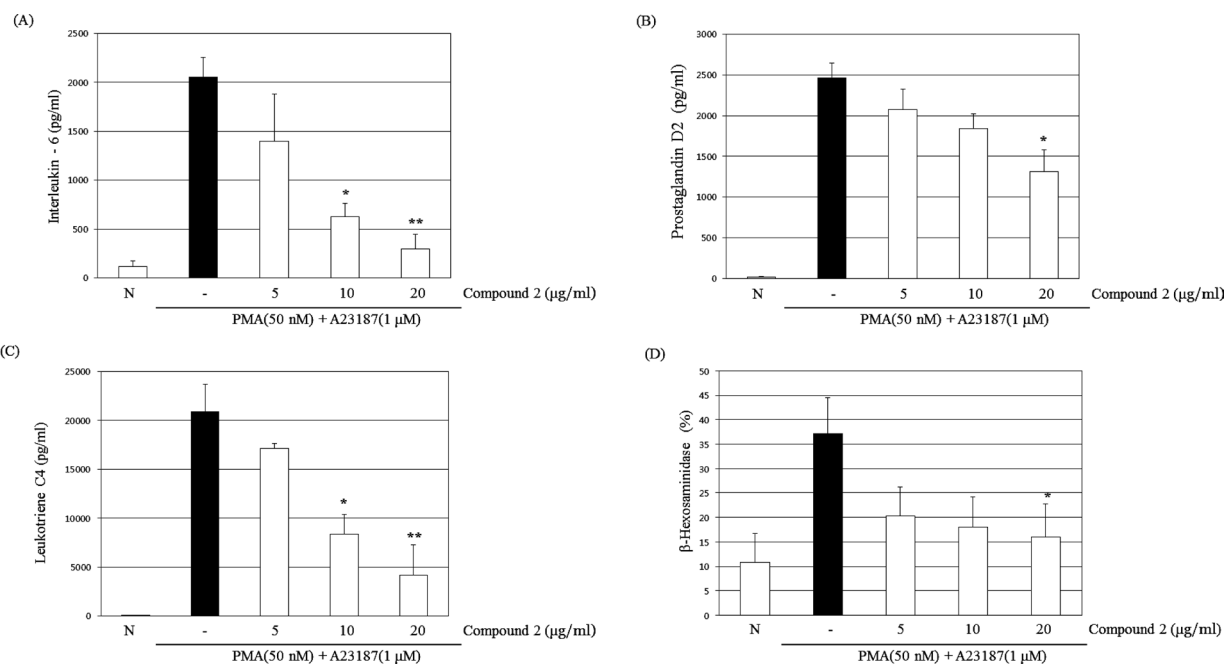 (A)
2500
2000
1500
1000
500
0
Interleukin - 6 (pg/ml)
*
**
N - 5 10 20 Compound 2 (μg/ml)
PMA(50 nM) + A23187(1 μM)
(B)
3000
2500
2000
1500
1000
500
0
Prostaglandin D2 (pg/ml)
*
N - 5 10 20 Compound 2 (μg/ml)
PMA(50 nM) + A23187(1 μM)
(C)
25000
20000
15000
10000
5000
0
Leukotriene C4 (pg/ml)
*
**
N - 5 10 20 Compound 2 (μg/ml)
PMA(50 nM) + A23187(1 μM)
(D)
50
45
40
35
30
25
20
15
10
5
0
β-Hexosaminidase (%)
*
N - 5 10 20 Compound 2 (μg/ml)
PMA(50 nM) + A23187(1 μM)